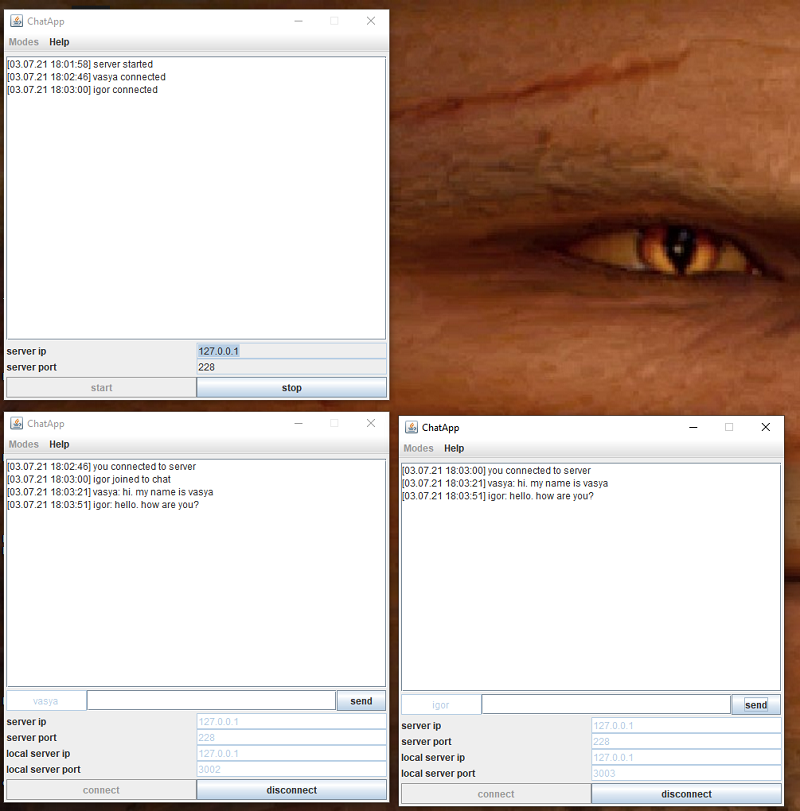 ChatApp
Modes Help
[03.07.21 18:01:58] server started
[03.07.21 18:02:46] vasya connected
[03.07.21 18:03:00] igor connected
server ip 127.0.0.1
server port 228
start stop
ChatApp
Modes Help
[03.07.21 18:02:46] you connected to server
[03.07.21 18:03:00] igor joined to chat
[03.07.21 18:03:21] vasya: hi. my name is vasya
[03.07.21 18:03:51] igor: hello. how are you?
vasya send
server ip 127.0.0.1
server port 228
local server ip 127.0.0.1
local server port 3002
connect disconnect
ChatApp
Modes Help
[03.07.21 18:03:00] you connected to server
[03.07.21 18:03:21] vasya: hi. my name is vasya
[03.07.21 18:03:51] igor: hello. how are you?
igor send
server ip 127.0.0.1
server port 228
local server ip 127.0.0.1
local server port 3003
connect disconnect